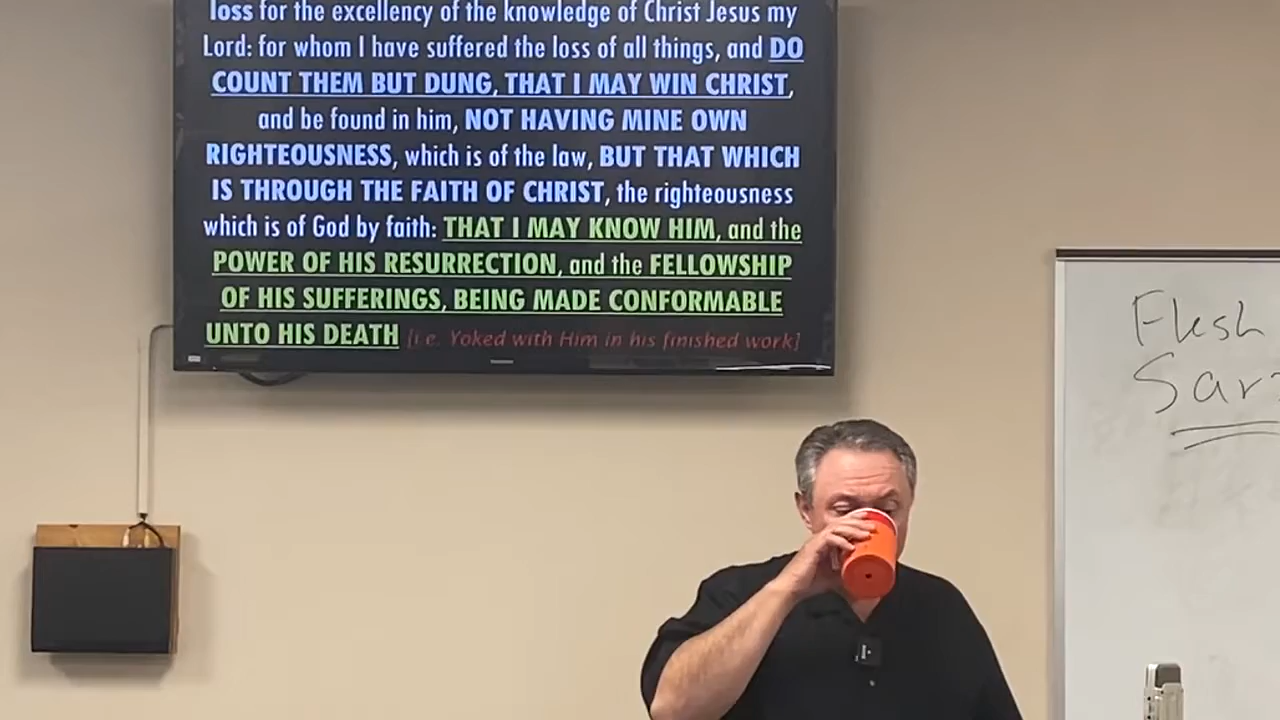 loss for the excellency of the knowledge of Christ Jesus my
Lord: for whom I have suffered the loss of all things, and DO
COUNT THEM BUT DUNG, THAT I MAY WIN CHRIST,
and be found in him, NOT HAVING MINE OWN
RIGHTEOUSNESS, which is of the law, BUT THAT WHICH
IS THROUGH THE FAITH OF CHRIST, the righteousness
which is of God by faith: THAT I MAY KNOW HIM, and the
POWER OF HIS RESURRECTION, and the FELLOWSHIP
OF HIS SUFFERINGS, BEING MADE CONFORMABLE
UNTO HIS DEATH [i.e. Yoked with Him in his finished work]
Flesh